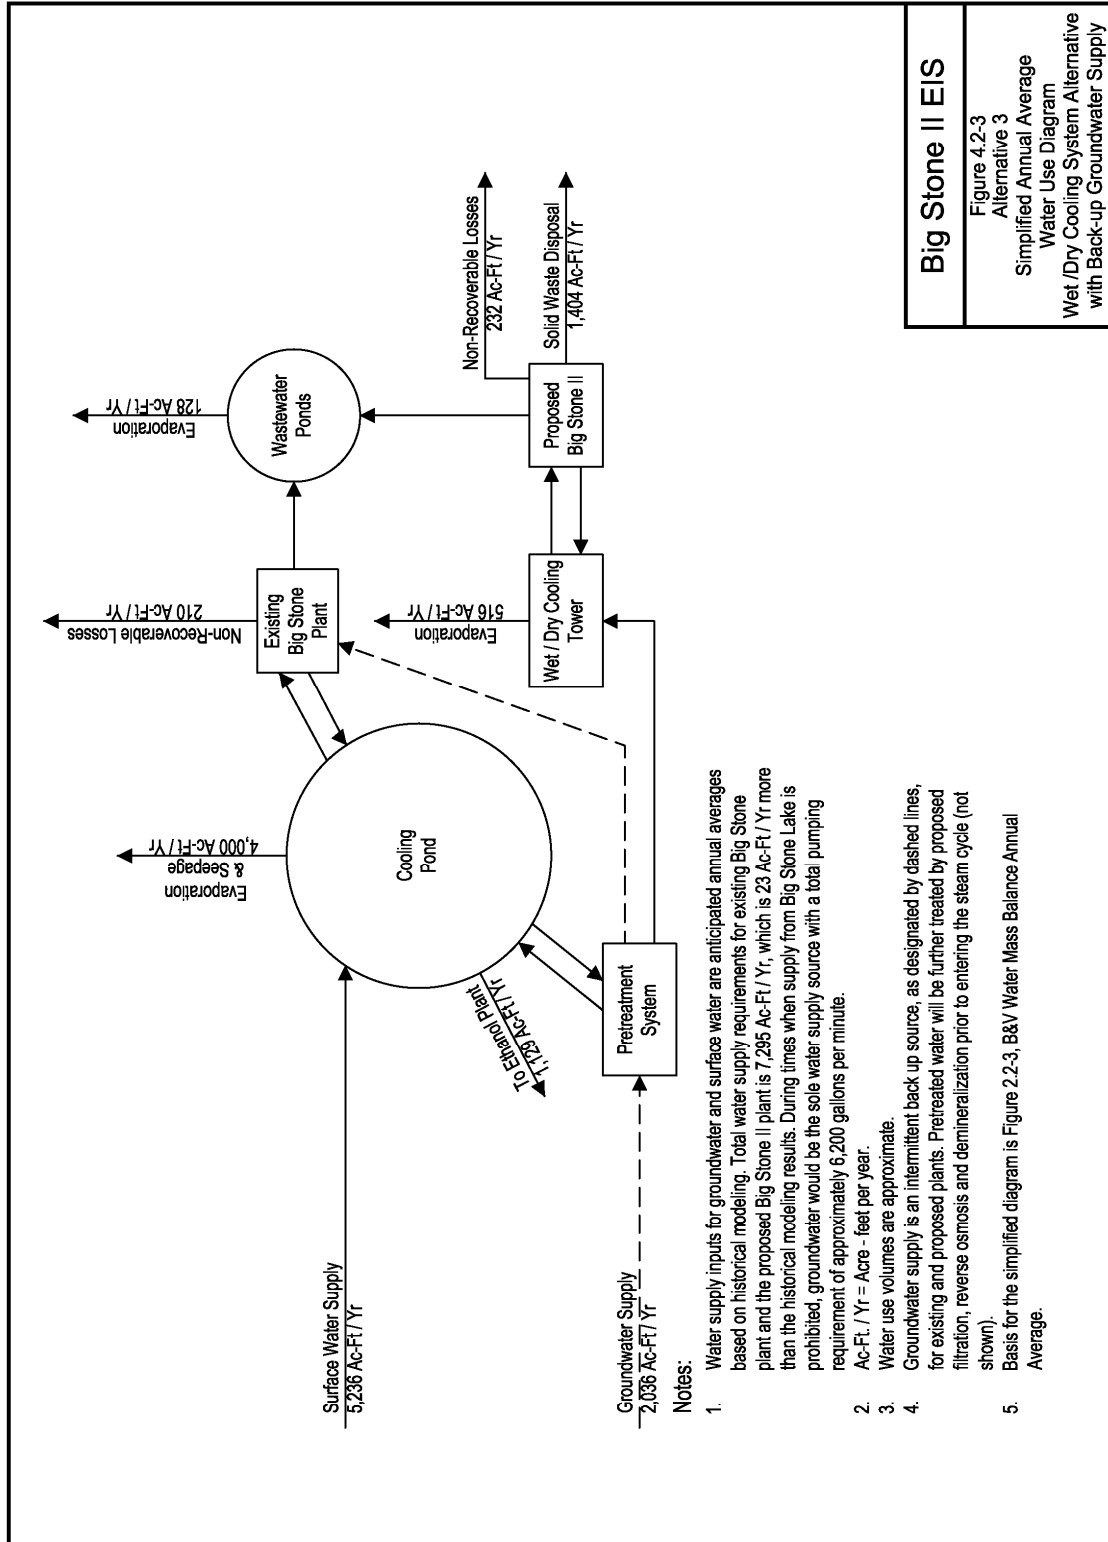 Surface Water Supply
5,236 Ac-Ft / Yr
Groundwater Supply
2,036 Ac-Ft / Yr
Evaporation
& Seepage
4,000 Ac-Ft / Yr
Cooling
Pond
To Ethanol Plant
1,129 Ac-Ft / Yr
Pretreatment
System
Non-Recoverable Losses
210 Ac-Ft / Yr
Existing
Big Stone
Plant
Evaporation
516 Ac-Ft / Yr
Wet / Dry Cooling
Tower
Evaporation
128 Ac-Ft / Yr
Wastewater
Ponds
Proposed
Big Stone II
Non-Recoverable Losses
232 Ac-Ft / Yr
Solid Waste Disposal
1,404 Ac-Ft / Yr
Notes:
1. Water supply inputs for groundwater and surface water are anticipated annual averages
based on historical modeling. Total water supply requirements for existing Big Stone
plant and the proposed Big Stone II plant is 7,295 Ac-Ft / Yr, which is 23 Ac-Ft / Yr more
than the historical modeling results. During times when supply from Big Stone Lake is
prohibited, groundwater would be the sole water supply source with a total pumping
requirement of approximately 6,200 gallons per minute.
2. Ac-Ft. / Yr = Acre - feet per year.
3. Water use volumes are approximate.
4. Groundwater supply is an intermittent back up source, as designated by dashed lines,
for existing and proposed plants. Pretreated water will be further treated by proposed
filtration, reverse osmosis and demineralization prior to entering the steam cycle (not
shown).
5. Basis for the simplified diagram is Figure 2.2-3, B&V Water Mass Balance Annual
Average.
Big Stone II EIS
Figure 4.2-3
Alternative 3
Simplified Annual Average
Water Use Diagram
Wet /Dry Cooling System Alternative
with Back-up Groundwater Supply